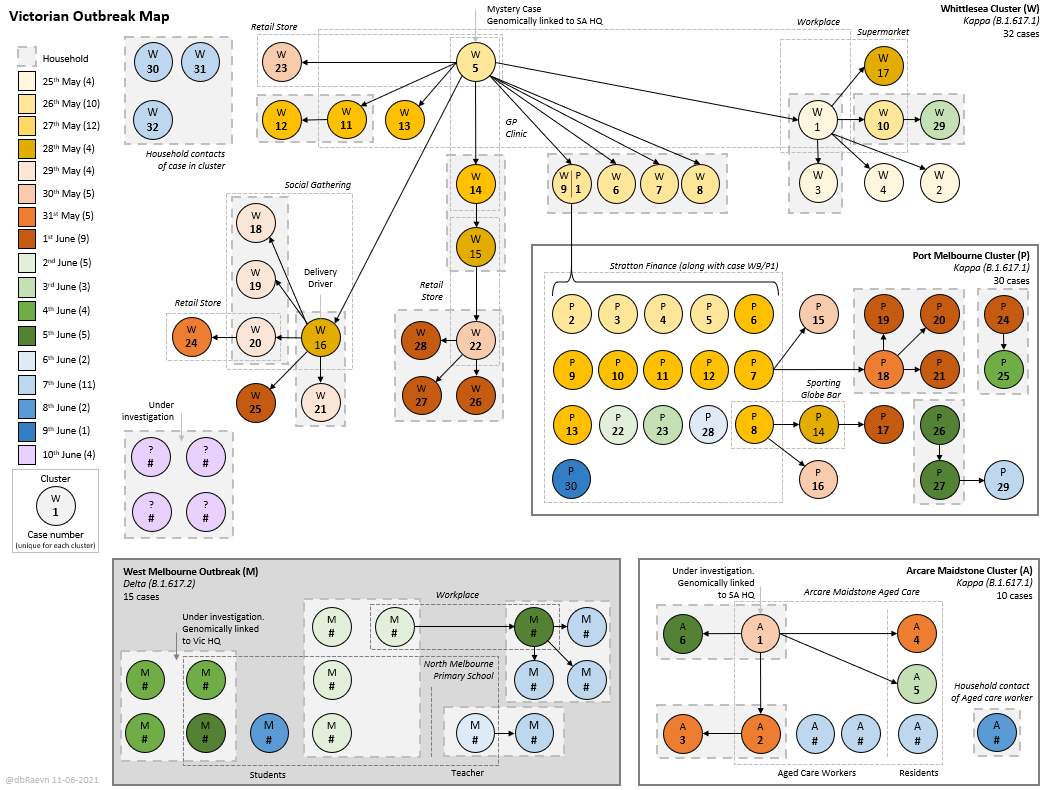 Victorian Outbreak Map
Household
25th May (4)
26th May (10)
27th May (12)
28th May (4)
29th May (4)
30th May (5)
31st May (5)
1st June (9)
2nd June (5)
3rd June (3)
4th June (4)
5th June (5)
6th June (2)
7th June (11)
8th June (2)
9th June (1)
10th June (4)
Cluster
W
1
Case number
(unique for each cluster)
W
30
W
31
W
32
Household contacts
of case in cluster
Mystery Case
Genomically linked to SA HQ
Retail Store
W
23
W
5
W
12
W
11
W
13
GP
Clinic
Whittlesea Cluster (W)
Kappa (B.1.617.1)
32 cases
Workplace
Supermarket
W
17
W
1
W
10
W
29
W
3
W
4
W
2
W
14
W
15
W
9
P
1
W
6
W
7
W
8
Social Gathering
W
18
W
19
Delivery
Driver
Retail Store
W
24
W
20
W
16
W
25
W
21
Retail
Store
W
28
W
22
W
27
W
26
Under
investigation
?
#
?
#
?
#
?
#
Port Melbourne Cluster (P)
Kappa (B.1.617.1)
30 cases
Stratton Finance (along with case W9/P1)
P
2
P
3
P
4
P
5
P
6
P
15
P
19
P
20
P
24
P
9
P
10
P
11
P
12
P
7
P
18
P
21
P
25
Sporting
Globe Bar
P
13
P
22
P
23
P
28
P
8
P
14
P
17
P
26
P
30
P
16
P
27
P
29
West Melbourne Outbreak (M)
Delta (B.1.617.2)
15 cases
Under investigation.
Genomically linked
to Vic HQ
Workplace
M
#
M
#
M
#
M
#
M
#
M
#
M
#
M
#
M
#
North Melbourne
Primary School
M
#
M
#
M
#
M
#
M
#
M
#
Students
Teacher
Arcare Maidstone Cluster (A)
Kappa (B.1.617.1)
10 cases
Under investigation.
Genomically linked
to SA HQ
Arcare Maidstone Aged Care
A
6
A
1
A
4
A
5
Household contact
of Aged care worker
A
3
A
2
A
#
A
#
A
#
A
#
Aged Care Workers
Residents
@dbRaevn 11-06-2021